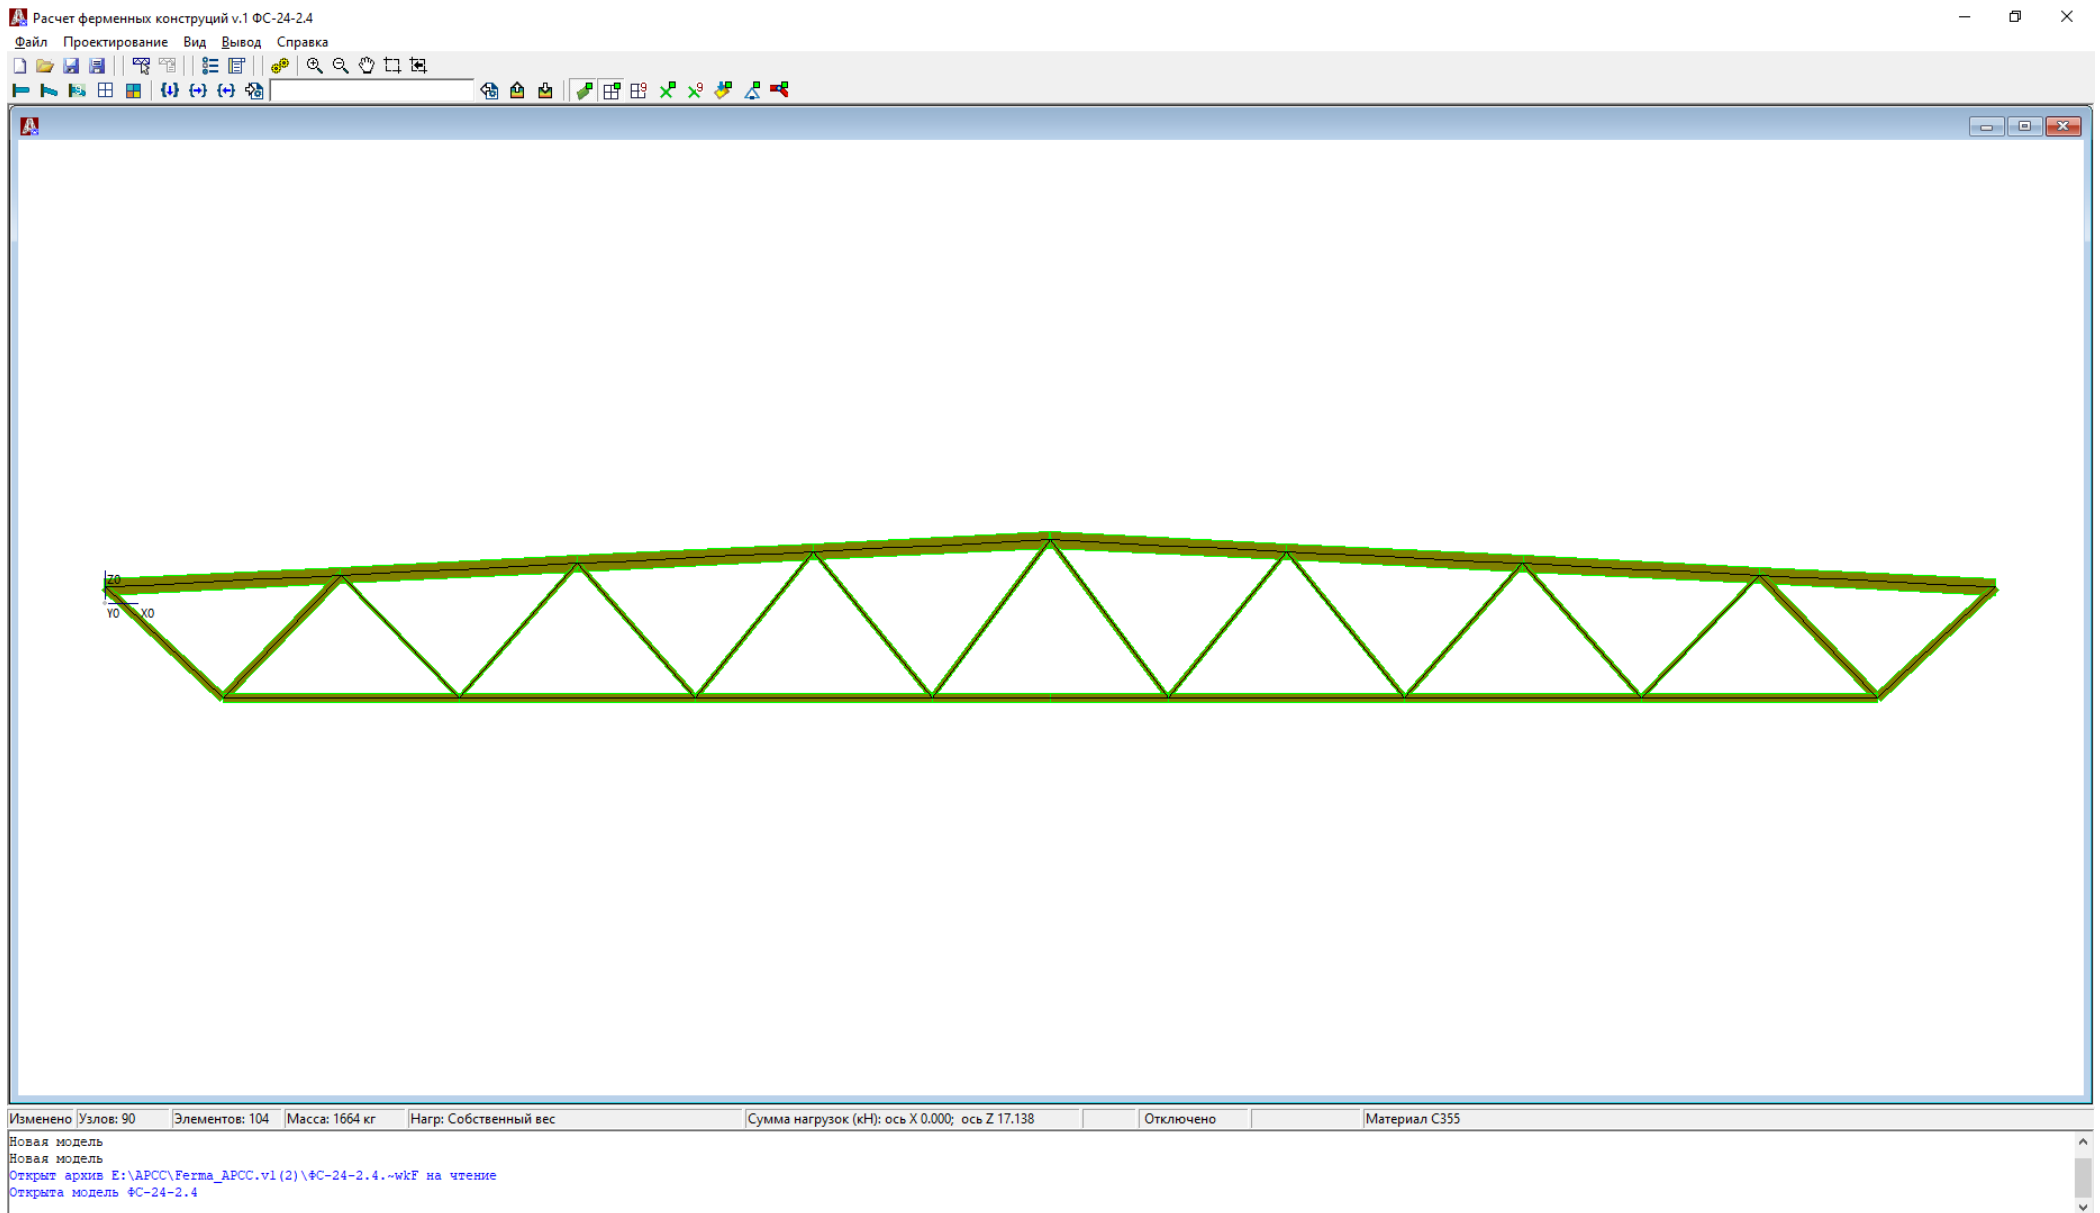 Расчет ферменных конструций v.1 ФС-24-2.4
Файл Проектирование Вид Вывод Справка
Z0
Y0 X0
Изменено Узлов: 90 Элементов: 104 Масса: 1664 кг Нагр: Собственный вес Сумма нагрузок (кН): ось X 0.000; ось Z 17.138 Отключено Материал С355
Новая модель
Новая модель
Открыт архив E:\APCC\Ferma_APCC.v1(2)\ФС-24-2.4.~wkF на чтение
Открыта модель ФС-24-2.4